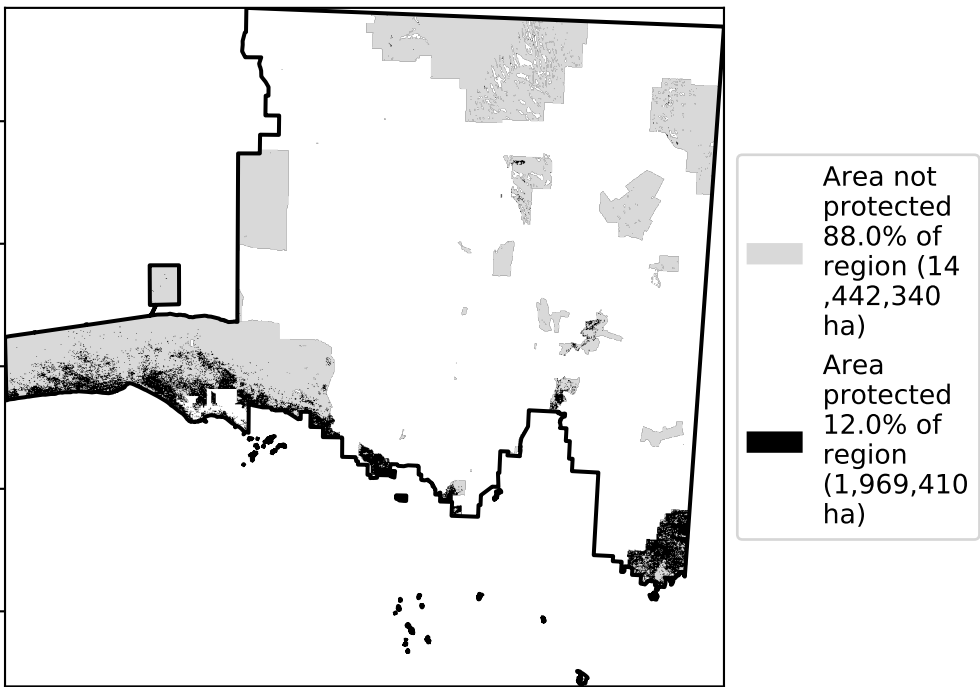 Area not
protected
88.0% of
region (14
,442,340
ha)
Area
protected
12.0% of
region
(1,969,410
ha)